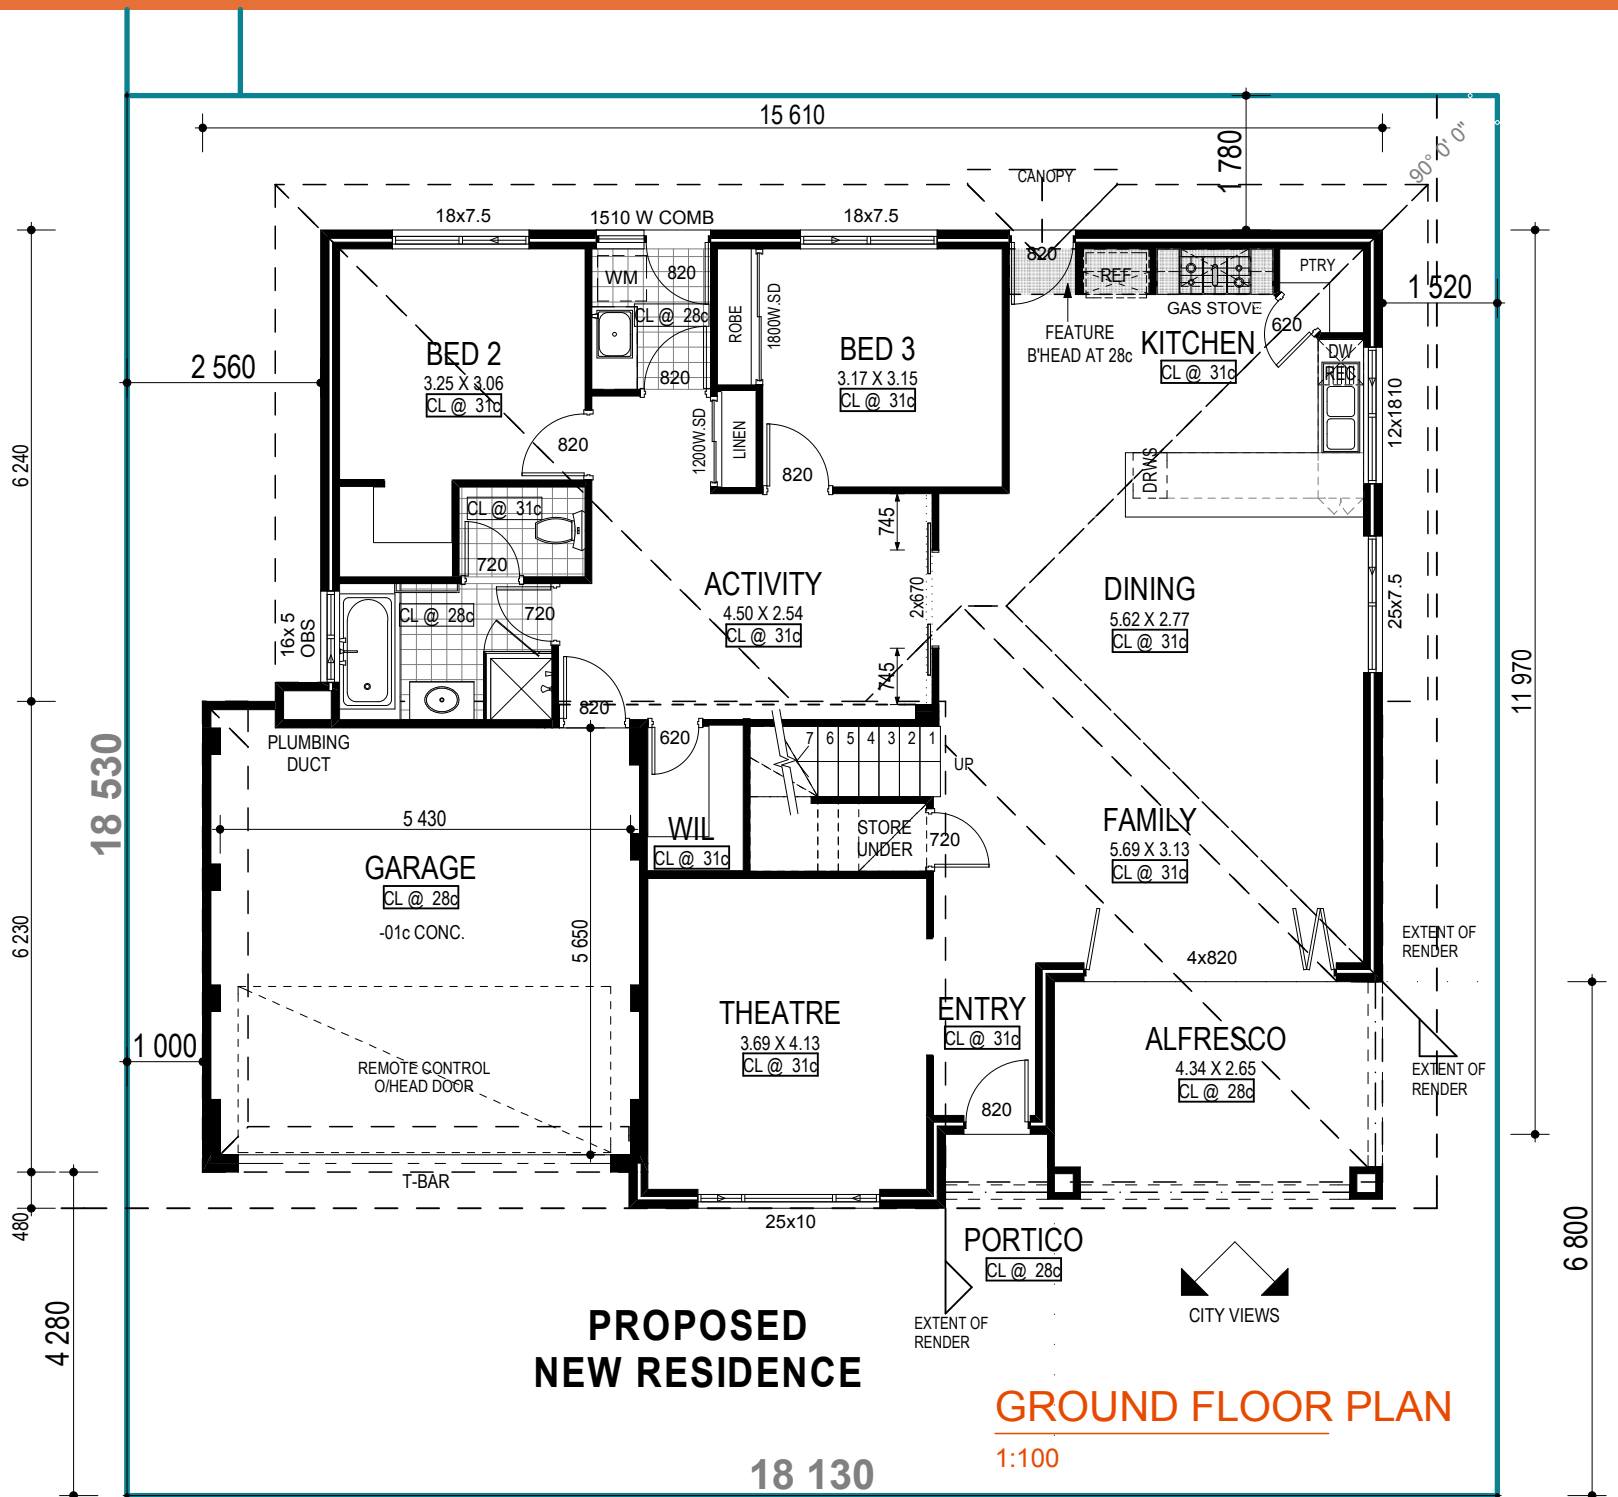 15 610
1 780
90° 0' 0"
CANOPY
18x7.5
1510 W COMB
18x7.5
820
WM
820
REF
PTRY
CL @ 28c
ROBE
1800W.SD
GAS STOVE
1 520
FEATURE
B'HEAD AT 28c
620
KITCHEN
CL @ 31c
DW
REC
12x1810
2 560
BED 2
3.25 X 3.06
CL @ 31c
BED 3
3.17 X 3.15
CL @ 31c
820
1200W.SD
LINEN
820
820
DRWS
6 240
CL @ 31c
720
745
ACTIVITY
4.50 X 2.54
CL @ 31c
2x670
745
DINING
5.62 X 2.77
CL @ 31c
25x7.5
CL @ 28c
720
16x 5
OBS
11 970
820
PLUMBING
DUCT
620
7 6 5 4 3 2 1
UP
18 530
5 430
WIL
CL @ 31c
STORE
UNDER
720
FAMILY
5.69 X 3.13
CL @ 31c
GARAGE
CL @ 28c
-01c CONC.
5 650
6 230
EXTENT OF
RENDER
4x820
THEATRE
3.69 X 4.13
CL @ 31c
ENTRY
CL @ 31c
ALFRESCO
4.34 X 2.65
CL @ 28c
1 000
REMOTE CONTROL
O/HEAD DOOR
EXTENT OF
RENDER
820
T-BAR
480
25x10
PORTICO
CL @ 28c
6 800
CITY VIEWS
4 280
EXTENT OF
RENDER
PROPOSED
NEW RESIDENCE
GROUND FLOOR PLAN
1:100
18 130